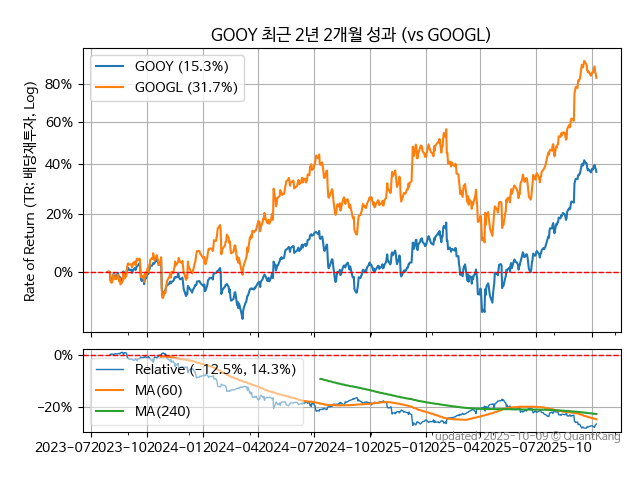 GOOY 최근 2년 2개월 성과 (vs GOOGL)
GOOY (15.3%)
GOOGL (31.7%)
Rate of Return (TR: 배당재투자, Log)
80%
60%
40%
20%
0%
0%
−20%
Relative (−12.5%, 14.3%)
MA(60)
MA(240)
updated: 2025-10-09 © QuantKang
2023-07 2023-10 2024-01 2024-04 2024-07 2024-10 2025-01 2025-04 2025-07 2025-10